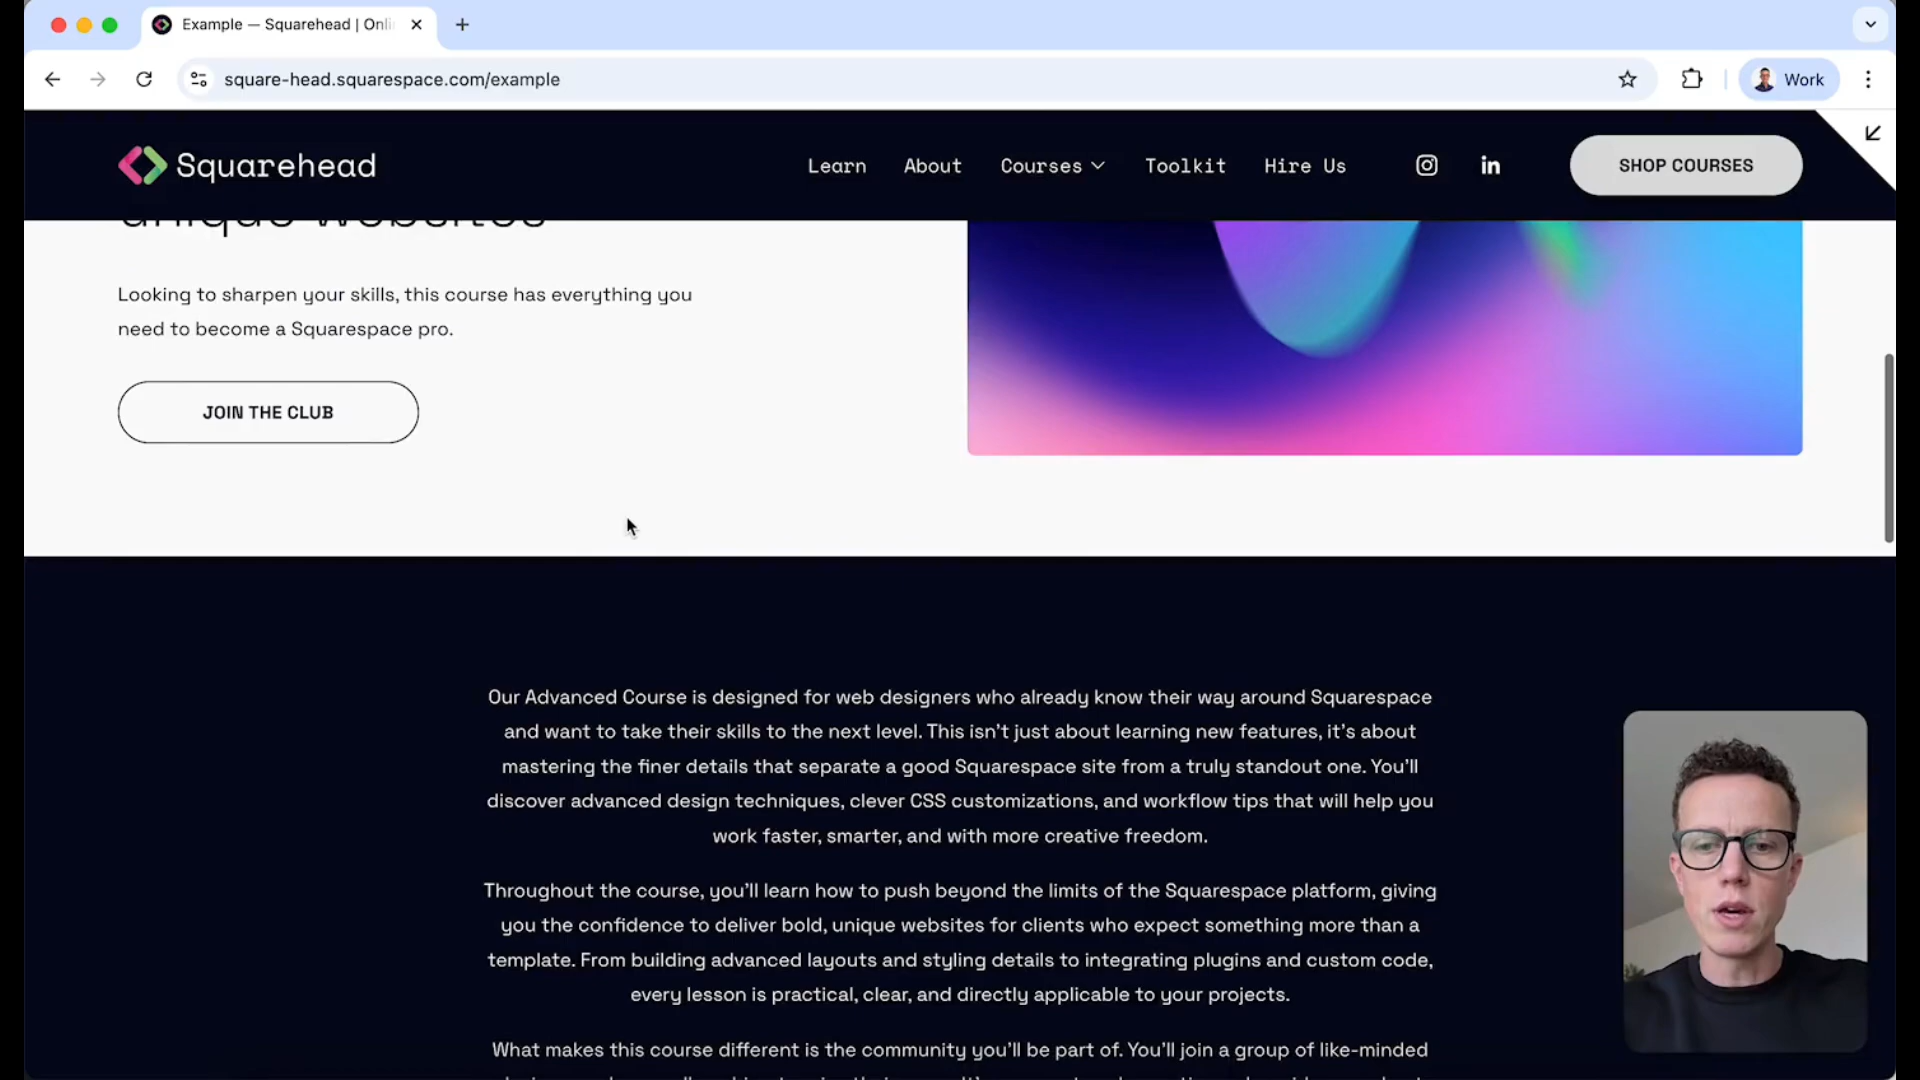 Example — Squarehead | Onli
square-head.squarespace.com/example
Work
Squarehead
Learn
About
Courses
Toolkit
Hire Us
SHOP COURSES
unique websites
Looking to sharpen your skills, this course has everything you
need to become a Squarespace pro.
JOIN THE CLUB
Our Advanced Course is designed for web designers who already know their way around Squarespace
and want to take their skills to the next level. This isn't just about learning new features, it's about
mastering the finer details that separate a good Squarespace site from a truly standout one. You'll
discover advanced design techniques, clever CSS customizations, and workflow tips that will help you
work faster, smarter, and with more creative freedom.
Throughout the course, you'll learn how to push beyond the limits of the Squarespace platform, giving
you the confidence to deliver bold, unique websites for clients who expect something more than a
template. From building advanced layouts and styling details to integrating plugins and custom code,
every lesson is practical, clear, and directly applicable to your projects.
What makes this course different is the community you'll be part of. You'll join a group of like-minded